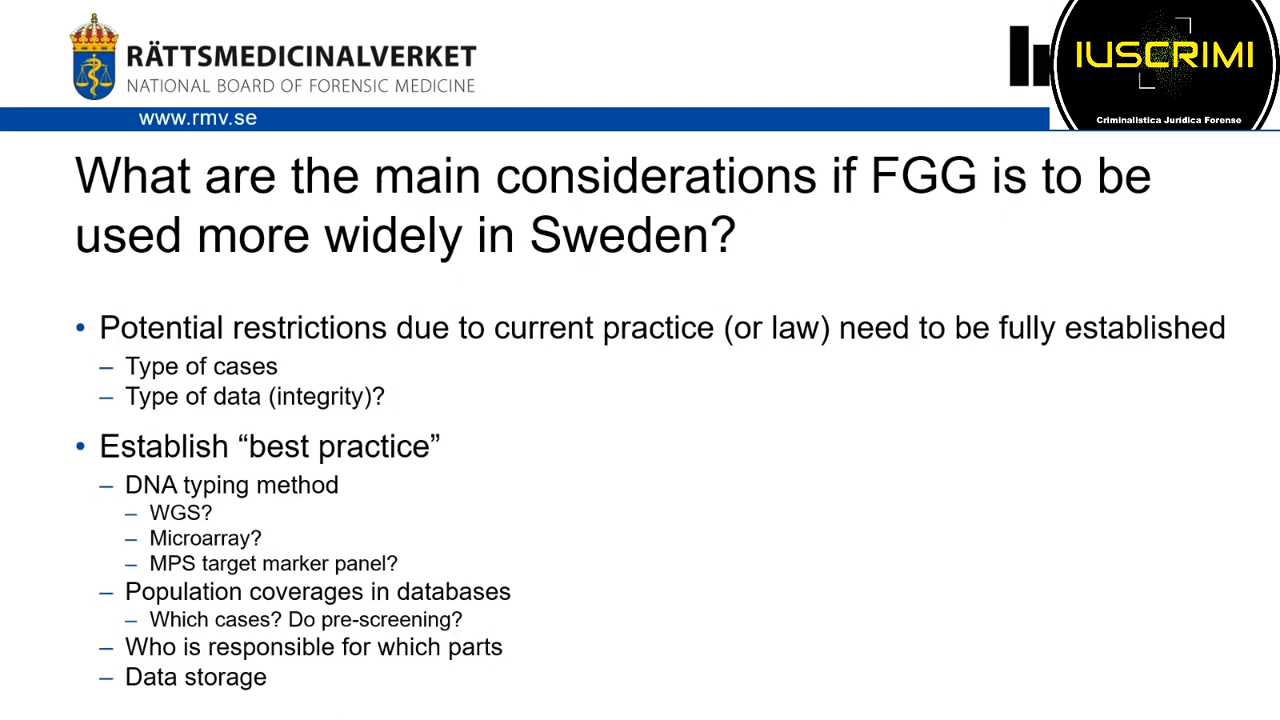 RÄTTSMEDICINALVERKET
NATIONAL BOARD OF FORENSIC MEDICINE
www.rmv.se
IUSCRIMI
Criminalistica Jurídica Forense
What are the main considerations if FGG is to be
used more widely in Sweden?
• Potential restrictions due to current practice (or law) need to be fully established
– Type of cases
– Type of data (integrity)?
• Establish “best practice”
– DNA typing method
– WGS?
– Microarray?
– MPS target marker panel?
– Population coverages in databases
– Which cases? Do pre-screening?
– Who is responsible for which parts
– Data storage